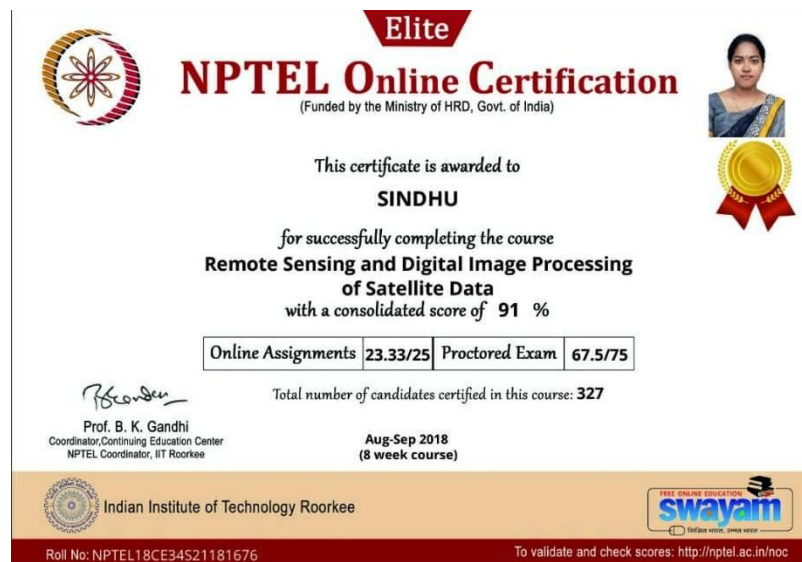 Elite
NPTEL Online Certification
(Funded by the Ministry of HRD, Govt. of India)
This certificate is awarded to
SINDHU
for successfully completing the course
Remote Sensing and Digital Image Processing
of Satellite Data
with a consolidated score of 91 %
Online Assignments 23.33/25 Proctored Exam 67.5/75
Total number of candidates certified in this course: 327
Prof. B. K. Gandhi
Coordinator,Continuing Education Center
NPTEL Coordinator, IIT Roorkee
Aug-Sep 2018
(8 week course)
Indian Institute of Technology Roorkee
FREE ONLINE EDUCATION
swayam
शिक्षित भारत, उन्नत भारत
Roll No: NPTEL18CE34S21181676
To validate and check scores: http://nptel.ac.in/noc